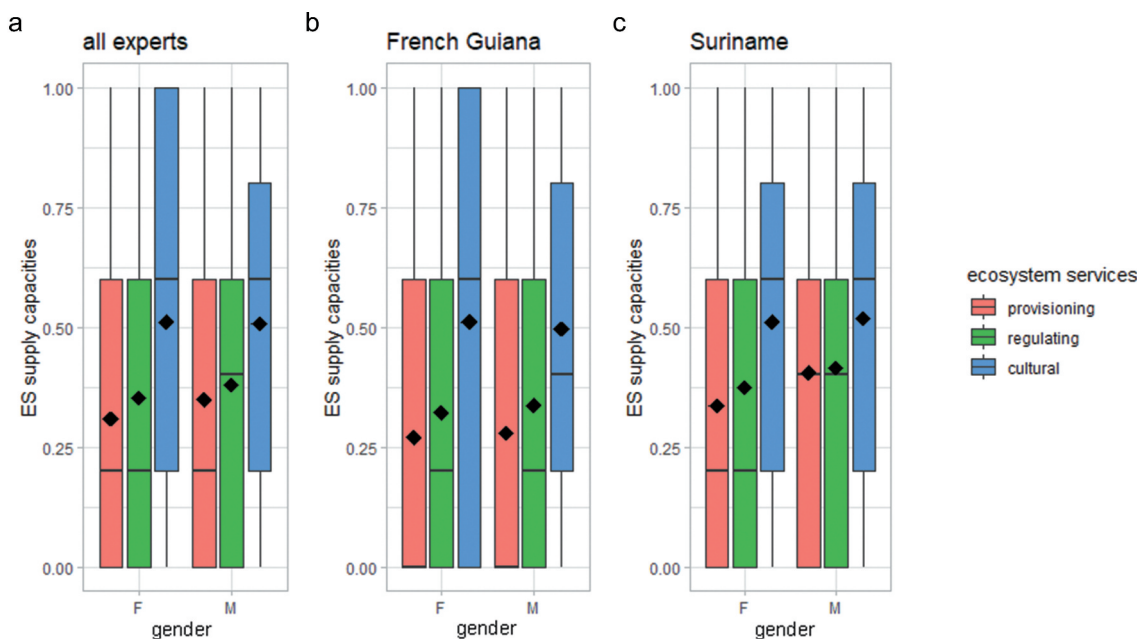 a
all experts
ES supply capacities
1.00
0.75
0.50
0.25
0.00
F
M
gender
b
French Guiana
ES supply capacities
1.00
0.75
0.50
0.25
0.00
F
M
gender
c
Suriname
ES supply capacities
1.00
0.75
0.50
0.25
0.00
F
M
gender
ecosystem services
provisioning
regulating
cultural